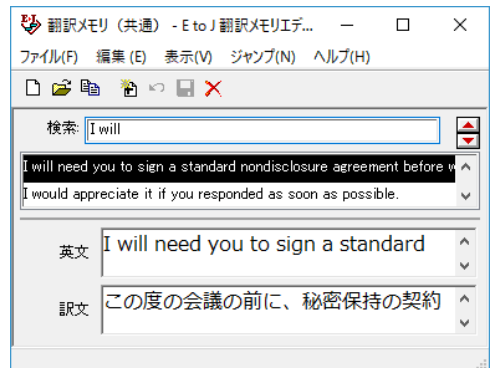 翻訳メモリ（共通） - E to J 翻訳メモリエデ...
ファイル(F) 編集(E) 表示(V) ジャンプ(N) ヘルプ(H)
検索: I will
I will need you to sign a standard nondisclosure agreement before
I would appreciate it if you responded as soon as possible.
英文 I will need you to sign a standard
訳文 この度の会議の前に、秘密保持の契約